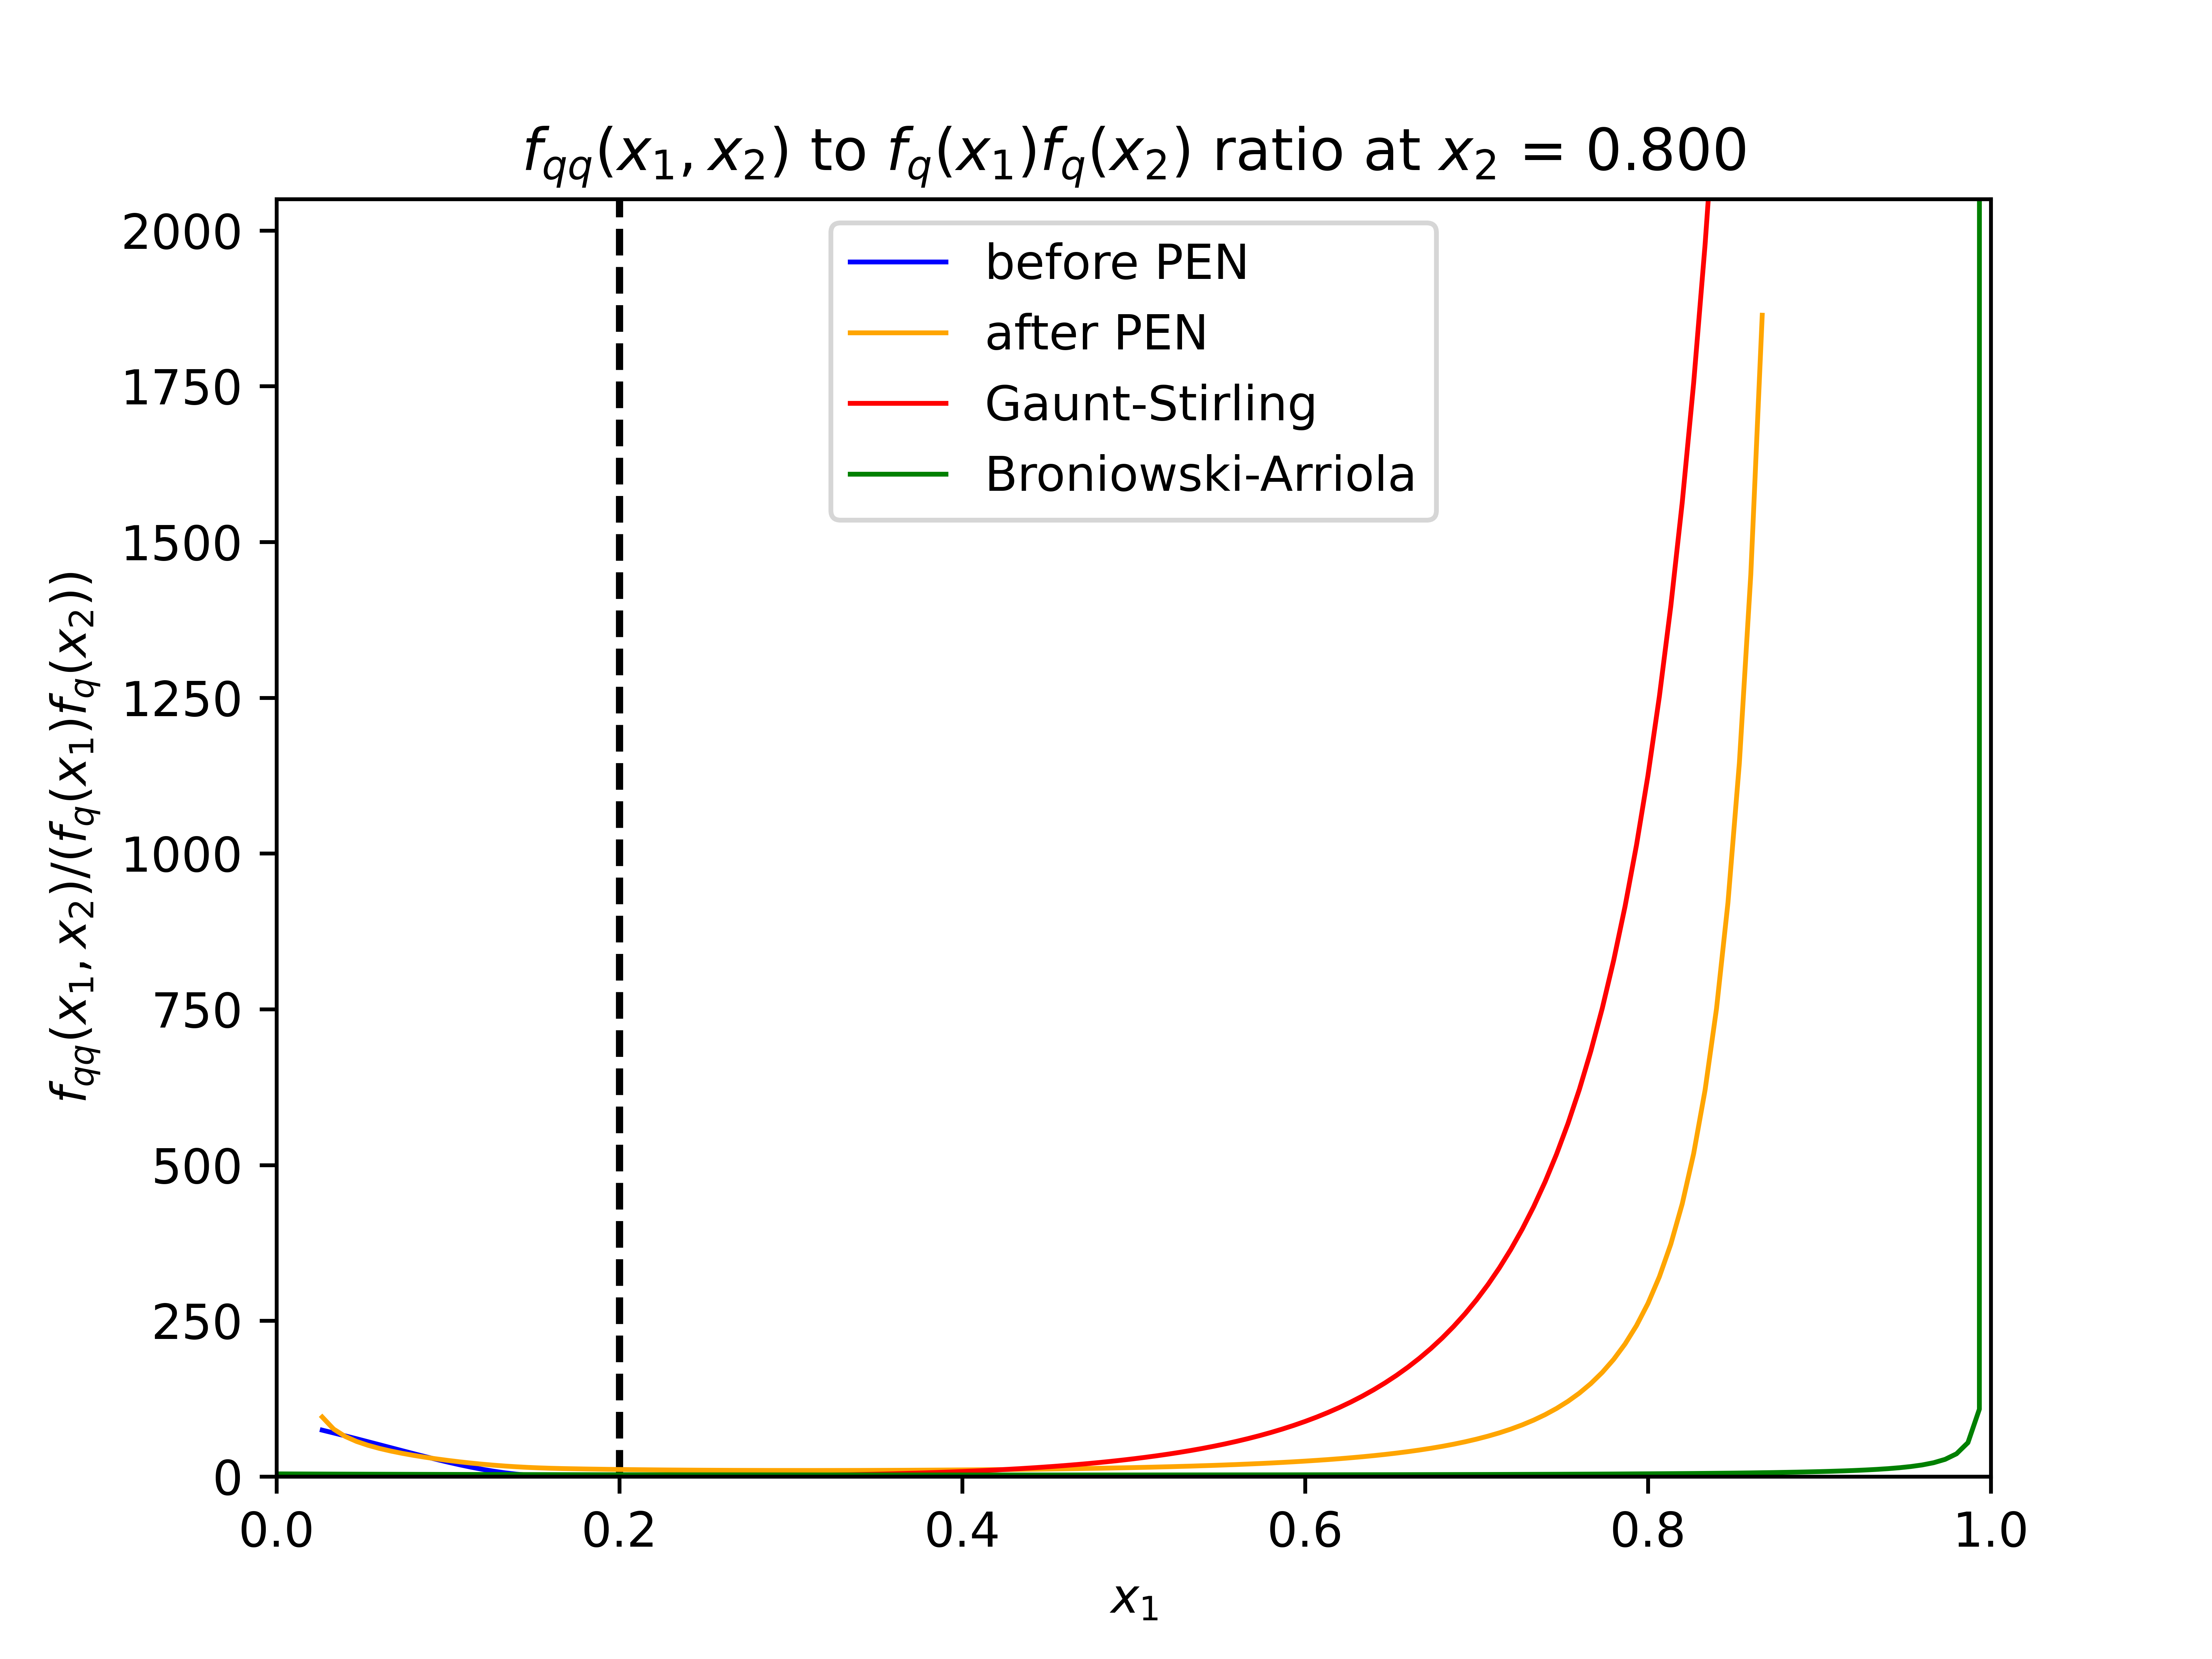 f_qq(x_1, x_2) to f_q(x_1)f_q(x_2) ratio at x_2 = 0.800
f_qq(x_1, x_2)/(f_q(x_1)f_q(x_2))
2000
1750
1500
1250
1000
750
500
250
0
before PEN
after PEN
Gaunt-Stirling
Broniowski-Arriola
0.0 0.2 0.4 0.6 0.8 1.0
x_1